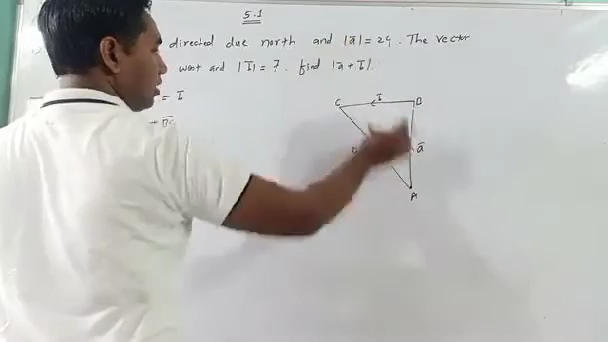 5.1
directed due north and |a̅| = 24. The vector
west and |b̅| = 7. find |a̅ + b̅|.
= b̅
+ B̅C̅
C b̅ B
a̅
A